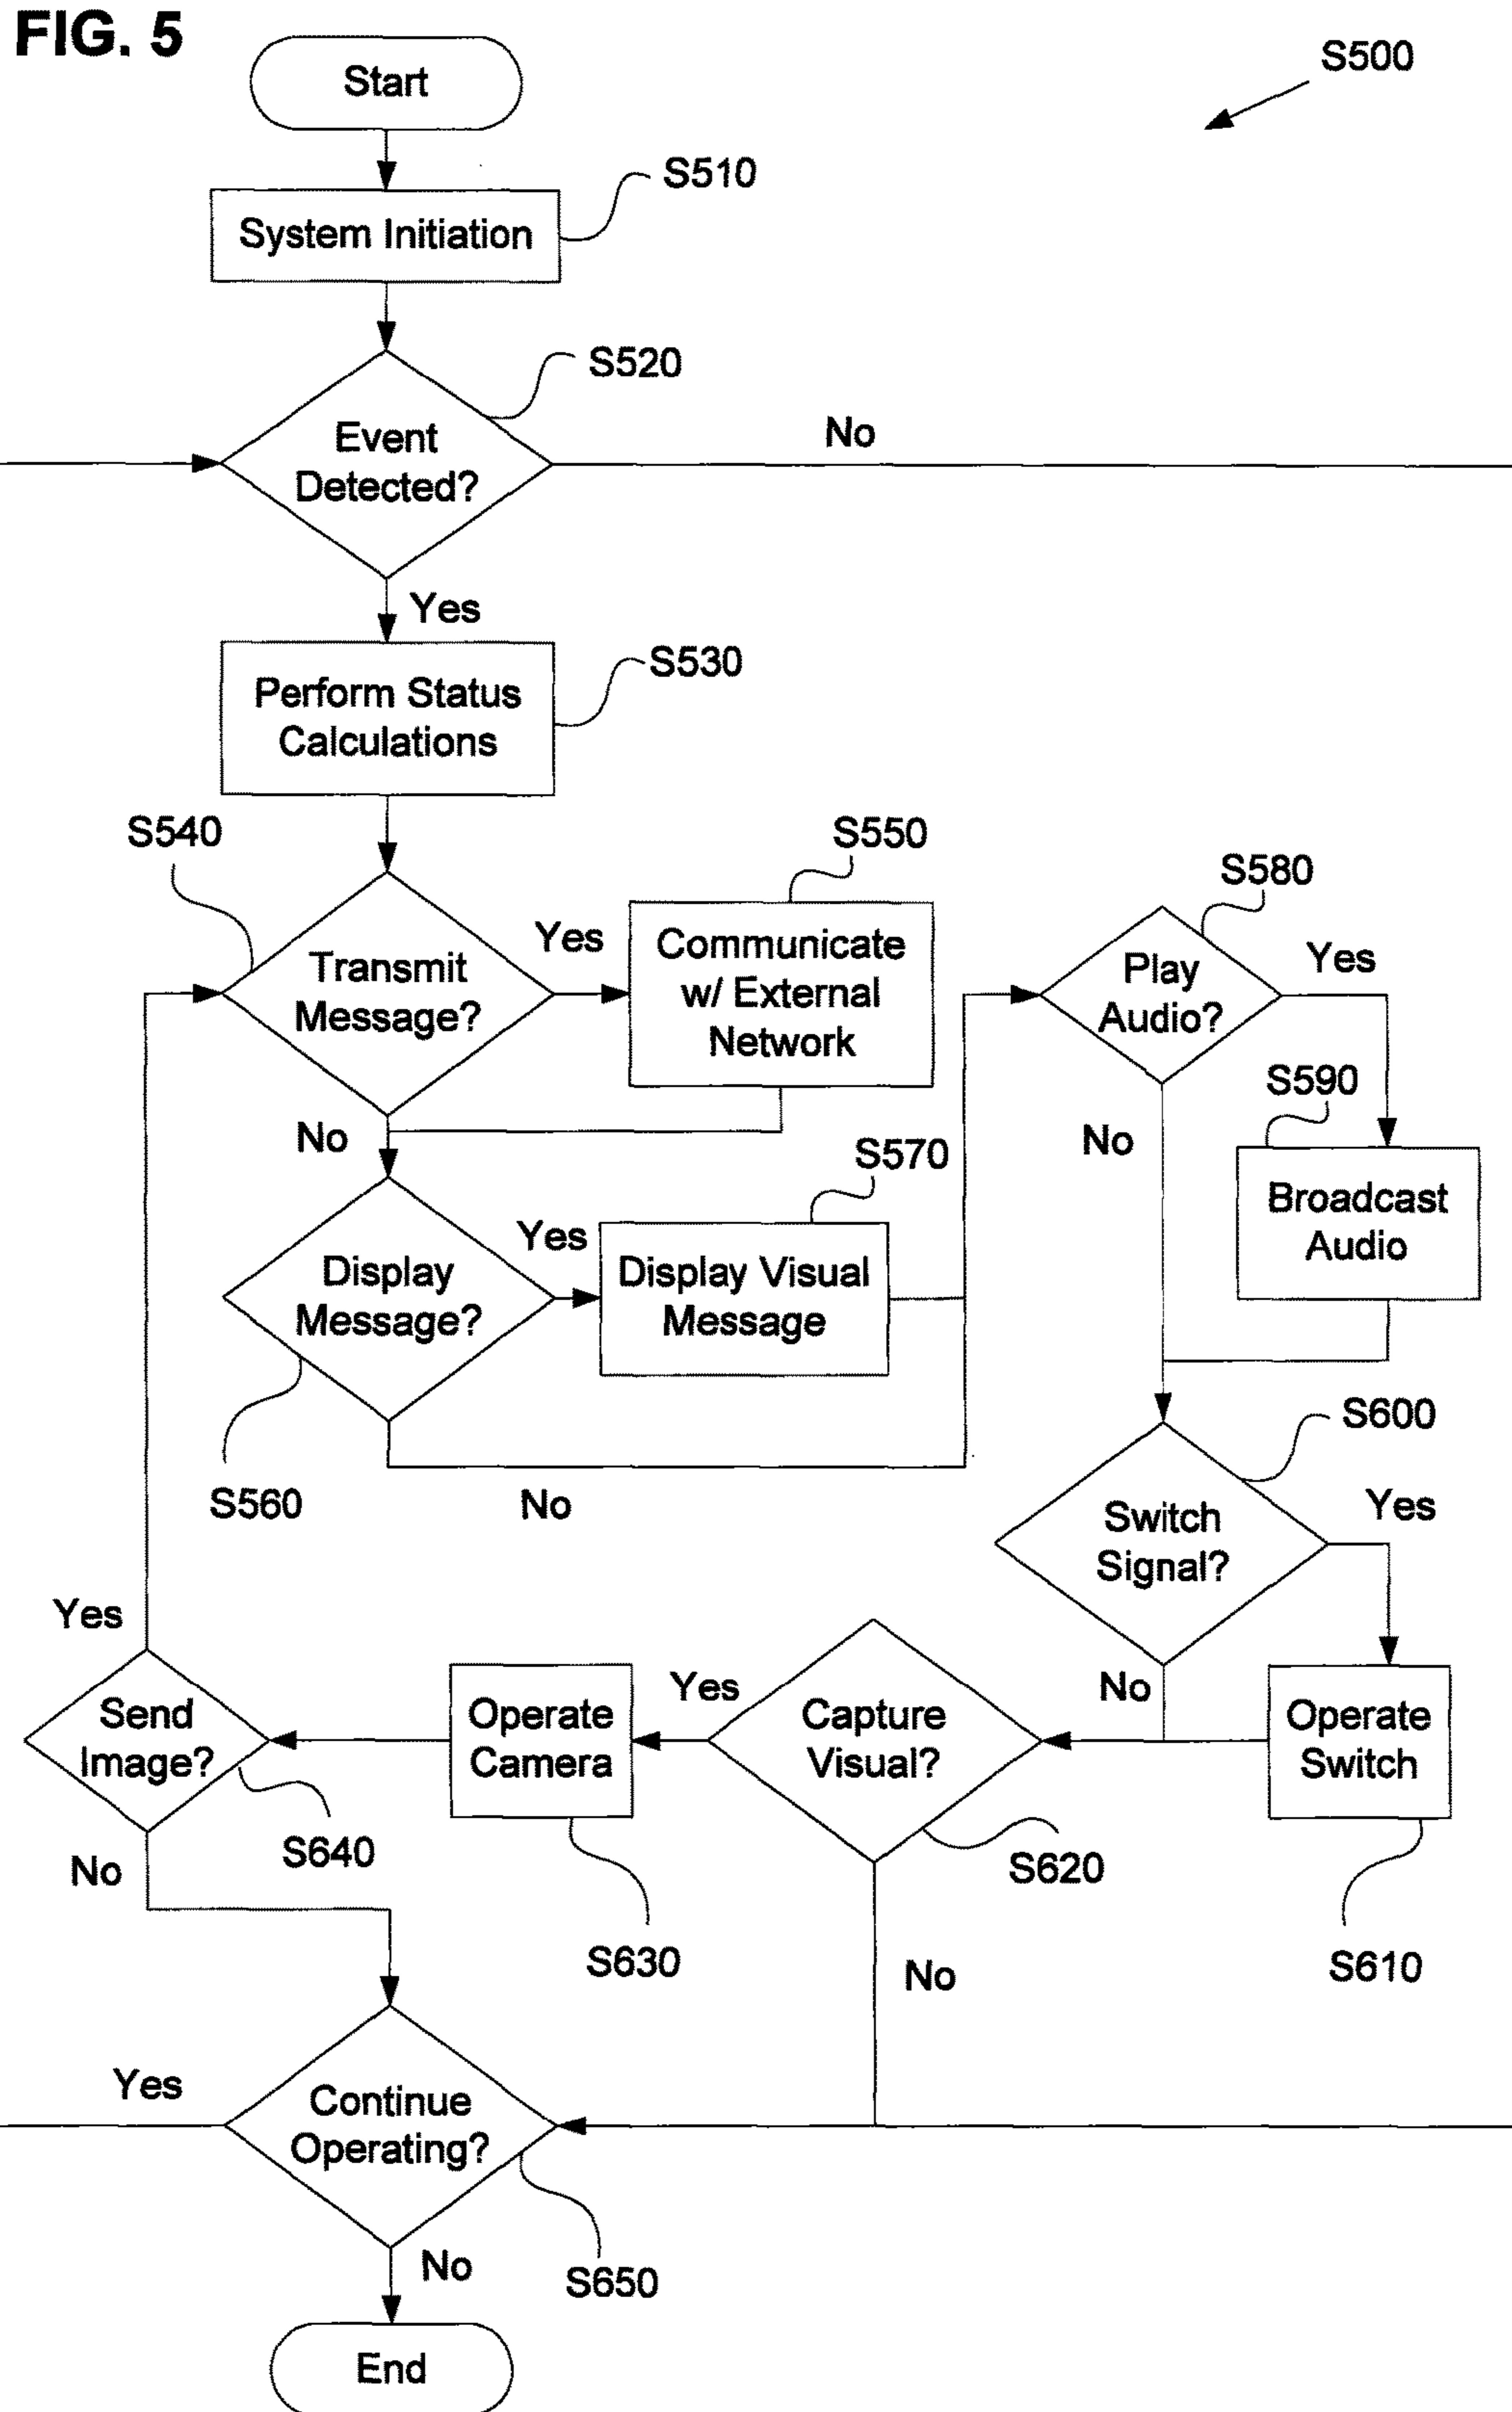 FIG. 5
Start
S500
S510
System Initiation
S520
Event
Detected?
No
Yes
S530
Perform Status
Calculations
S540
Transmit
Message?
Yes
S550
Communicate
w/ External
Network
No
S580
Play
Audio?
Yes
S590
No
Broadcast
Audio
S570
Display
Message?
Yes
Display Visual
Message
S560
No
S600
Switch
Signal?
Yes
No
Operate
Switch
S610
Capture
Visual?
Yes
S620
No
Operate
Camera
S630
Send
Image?
Yes
S640
No
Continue
Operating?
Yes
S650
No
End